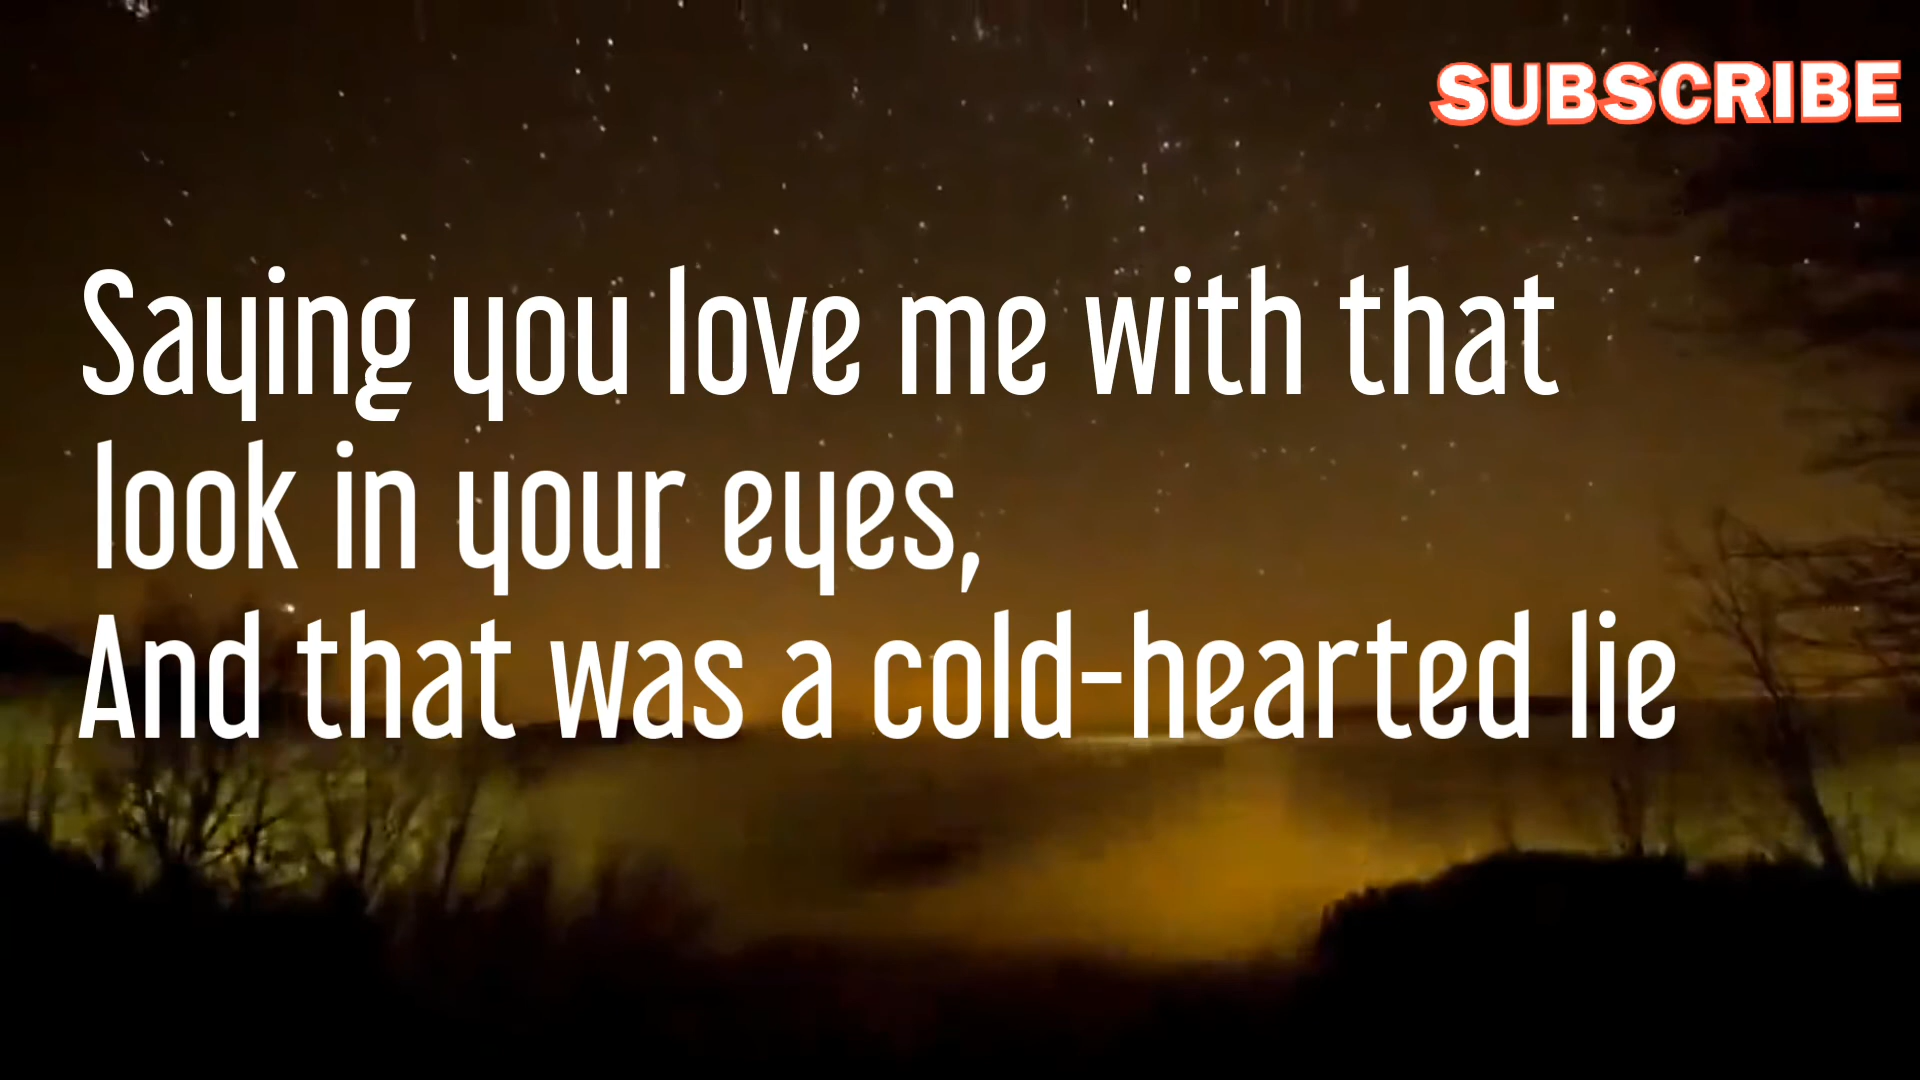 SUBSCRIBE
Saying you love me with that
look in your eyes,
And that was a cold-hearted lie